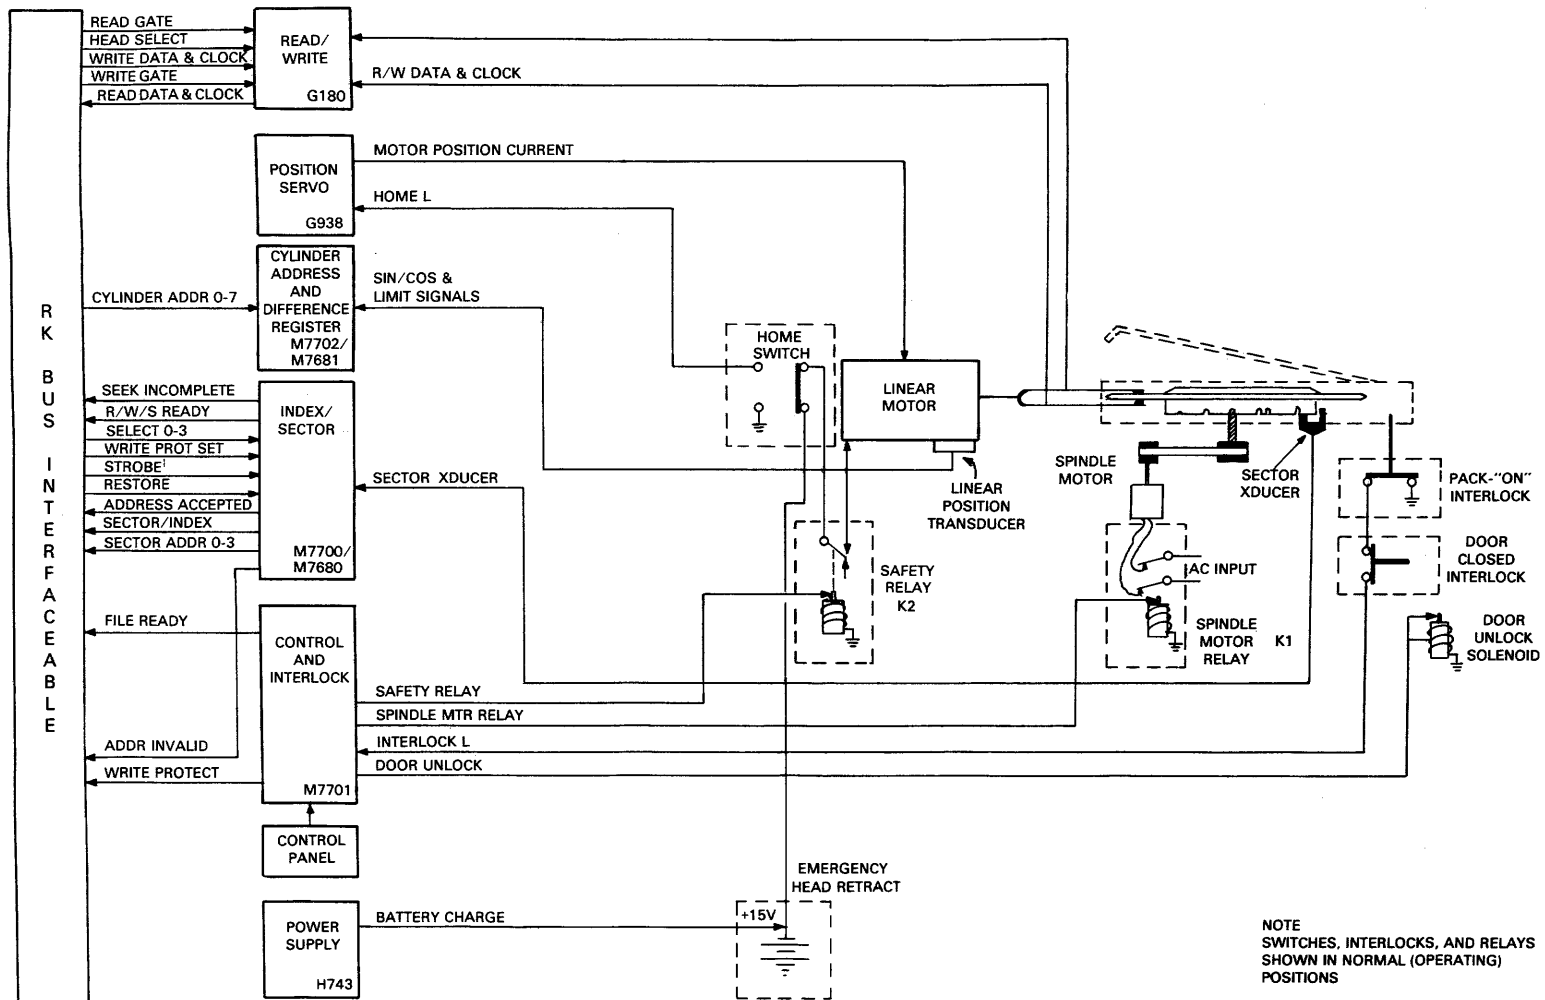 RK BUS INTERFACEABLE
READ GATE
HEAD SELECT
WRITE DATA & CLOCK
WRITE GATE
READ DATA & CLOCK
READ/
WRITE
G180
R/W DATA & CLOCK
POSITION
SERVO
G938
MOTOR POSITION CURRENT
HOME L
CYLINDER ADDR 0-7
CYLINDER
ADDRESS
AND
DIFFERENCE
REGISTER
M7702/
M7681
SIN/COS &
LIMIT SIGNALS
SEEK INCOMPLETE
R/W/S READY
SELECT 0-3
WRITE PROT SET
STROBE
RESTORE
ADDRESS ACCEPTED
SECTOR/INDEX
SECTOR ADDR 0-3
INDEX/
SECTOR
M7700/
M7680
SECTOR XDUCER
HOME
SWITCH
LINEAR
MOTOR
LINEAR
POSITION
TRANSDUCER
SPINDLE
MOTOR
SECTOR
XDUCER
PACK-"ON"
INTERLOCK
DOOR
CLOSED
INTERLOCK
SAFETY
RELAY
K2
AC INPUT
SPINDLE
MOTOR
RELAY
K1
DOOR
UNLOCK
SOLENOID
FILE READY
ADDR INVALID
WRITE PROTECT
CONTROL
AND
INTERLOCK
M7701
SAFETY RELAY
SPINDLE MTR RELAY
INTERLOCK L
DOOR UNLOCK
CONTROL
PANEL
POWER
SUPPLY
H743
BATTERY CHARGE
EMERGENCY
HEAD RETRACT
+15V
NOTE
SWITCHES, INTERLOCKS, AND RELAYS
SHOWN IN NORMAL (OPERATING)
POSITIONS